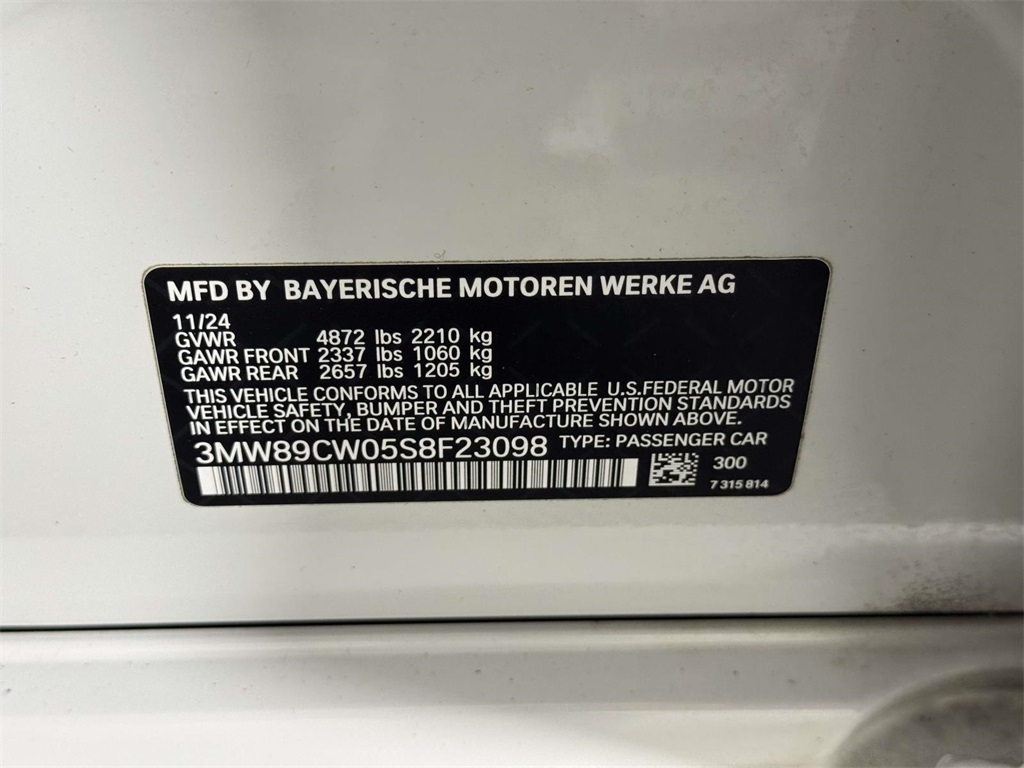 MFD BY BAYERISCHE MOTOREN WERKE AG
11/24
GVWR 4872 lbs 2210 kg
GAWR FRONT 2337 lbs 1060 kg
GAWR REAR 2657 lbs 1205 kg
THIS VEHICLE CONFORMS TO ALL APPLICABLE U.S.FEDERAL MOTOR
VEHICLE SAFETY, BUMPER AND THEFT PREVENTION STANDARDS
IN EFFECT ON THE DATE OF MANUFACTURE SHOWN ABOVE.
3MW89CW05S8F23098 TYPE: PASSENGER CAR
300
7 315 814